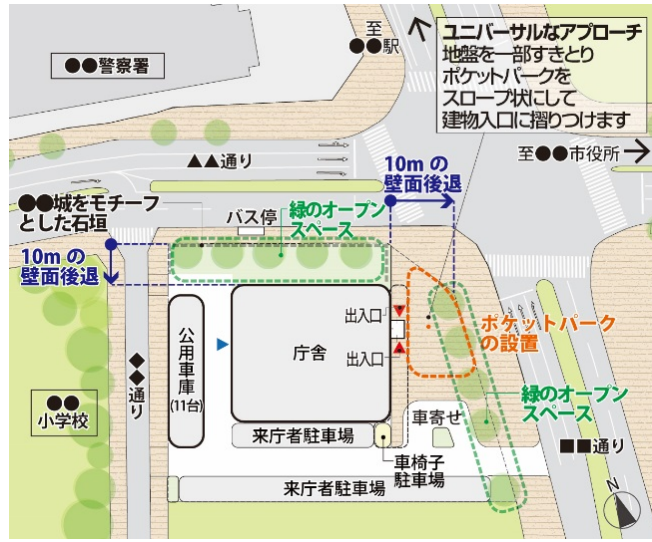 至
●●駅
ユニバーサルなアプローチ
地盤を一部すきとり
ポケットパークを
スロープ状にして
建物入口に摺りつけます
●●警察署
▲▲通り
至●●市役所
10m の
壁面後退
●●城をモチーフ
とした石垣
バス停
緑のオープン
スペース
10m の
壁面後退
出入口
ポケットパーク
の設置
公用車庫
(11台)
庁舎
出入口
◆◆通り
●●
小学校
緑のオープン
スペース
車寄せ
来庁者駐車場
車椅子
駐車場
■■通り
来庁者駐車場
N